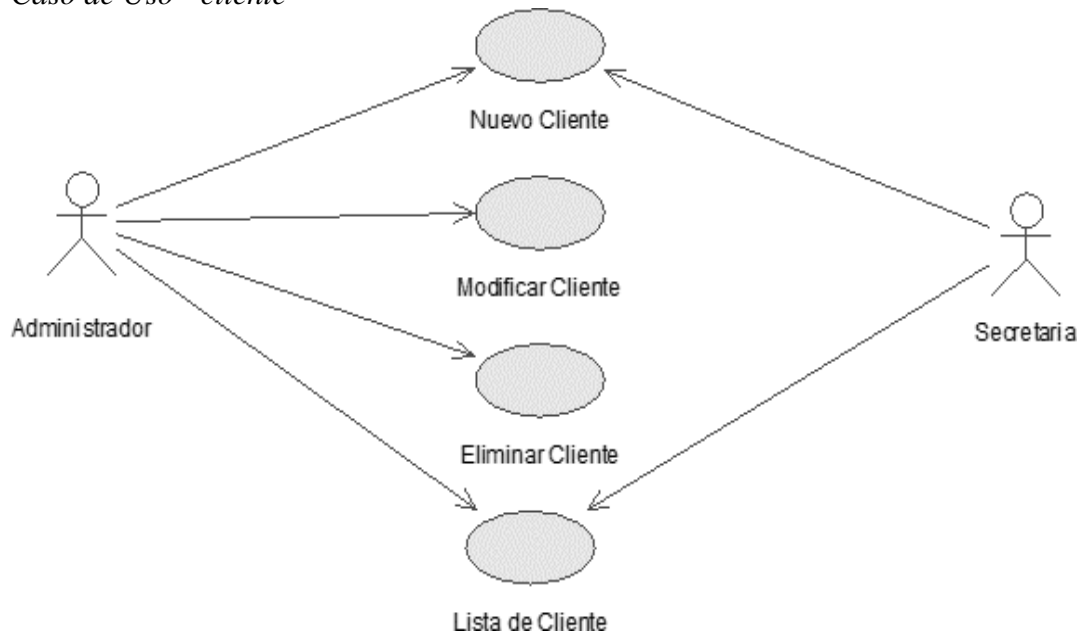 Caso de Uso - cliente
Nuevo Cliente
Modificar Cliente
Administrador
Secretaria
Eliminar Cliente
Lista de Cliente